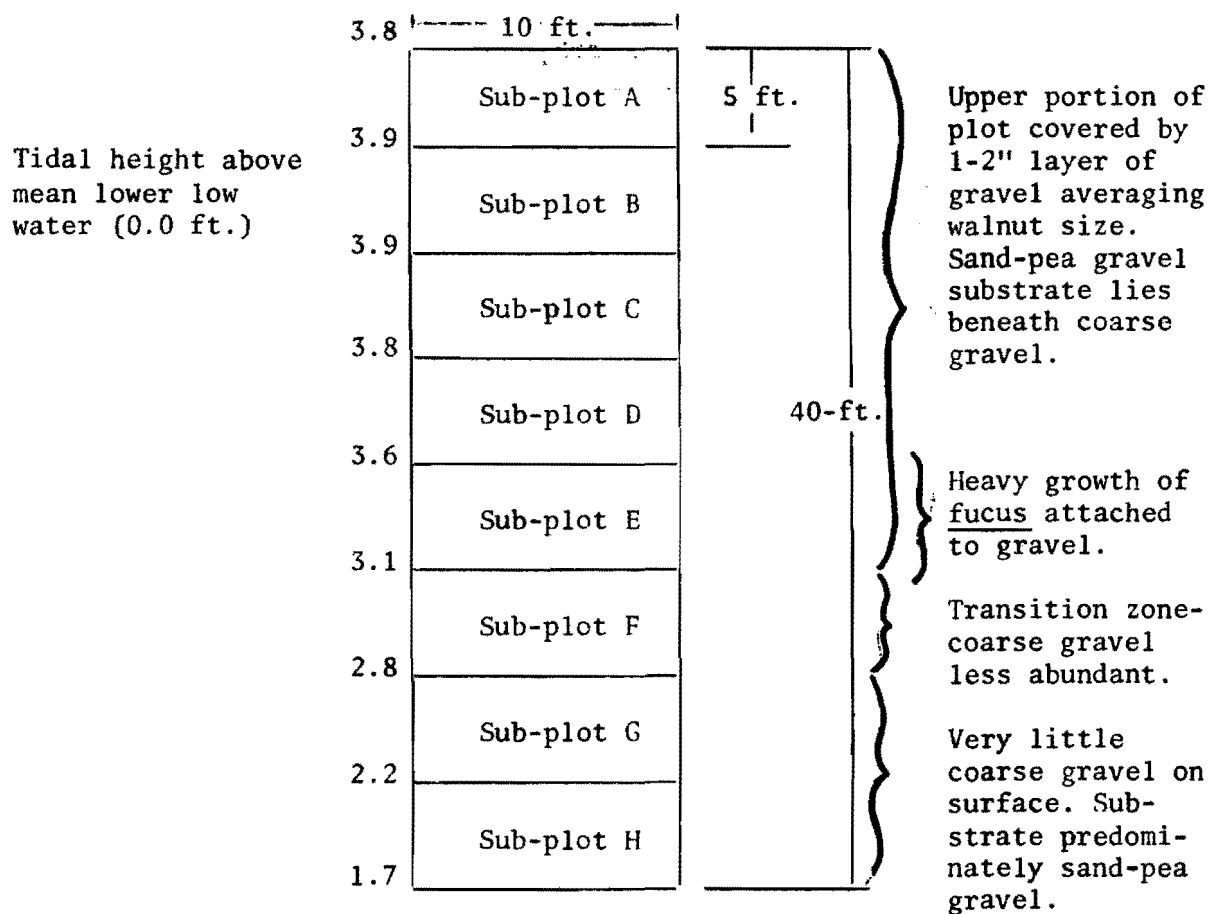 3.8
10 ft.
Sub-plot A
5 ft.
3.9
Sub-plot B
3.9
Sub-plot C
3.8
Sub-plot D
40-ft.
3.6
Sub-plot E
3.1
Sub-plot F
2.8
Sub-plot G
2.2
Sub-plot H
1.7
Tidal height above
mean lower low
water (0.0 ft.)
Upper portion of
plot covered by
1-2" layer of
gravel averaging
walnut size.
Sand-pea gravel
substrate lies
beneath coarse
gravel.
Heavy growth of
fucus attached
to gravel.
Transition zone-
coarse gravel
less abundant.
Very little
coarse gravel on
surface. Sub-
strate predomi-
nately sand-pea
gravel.